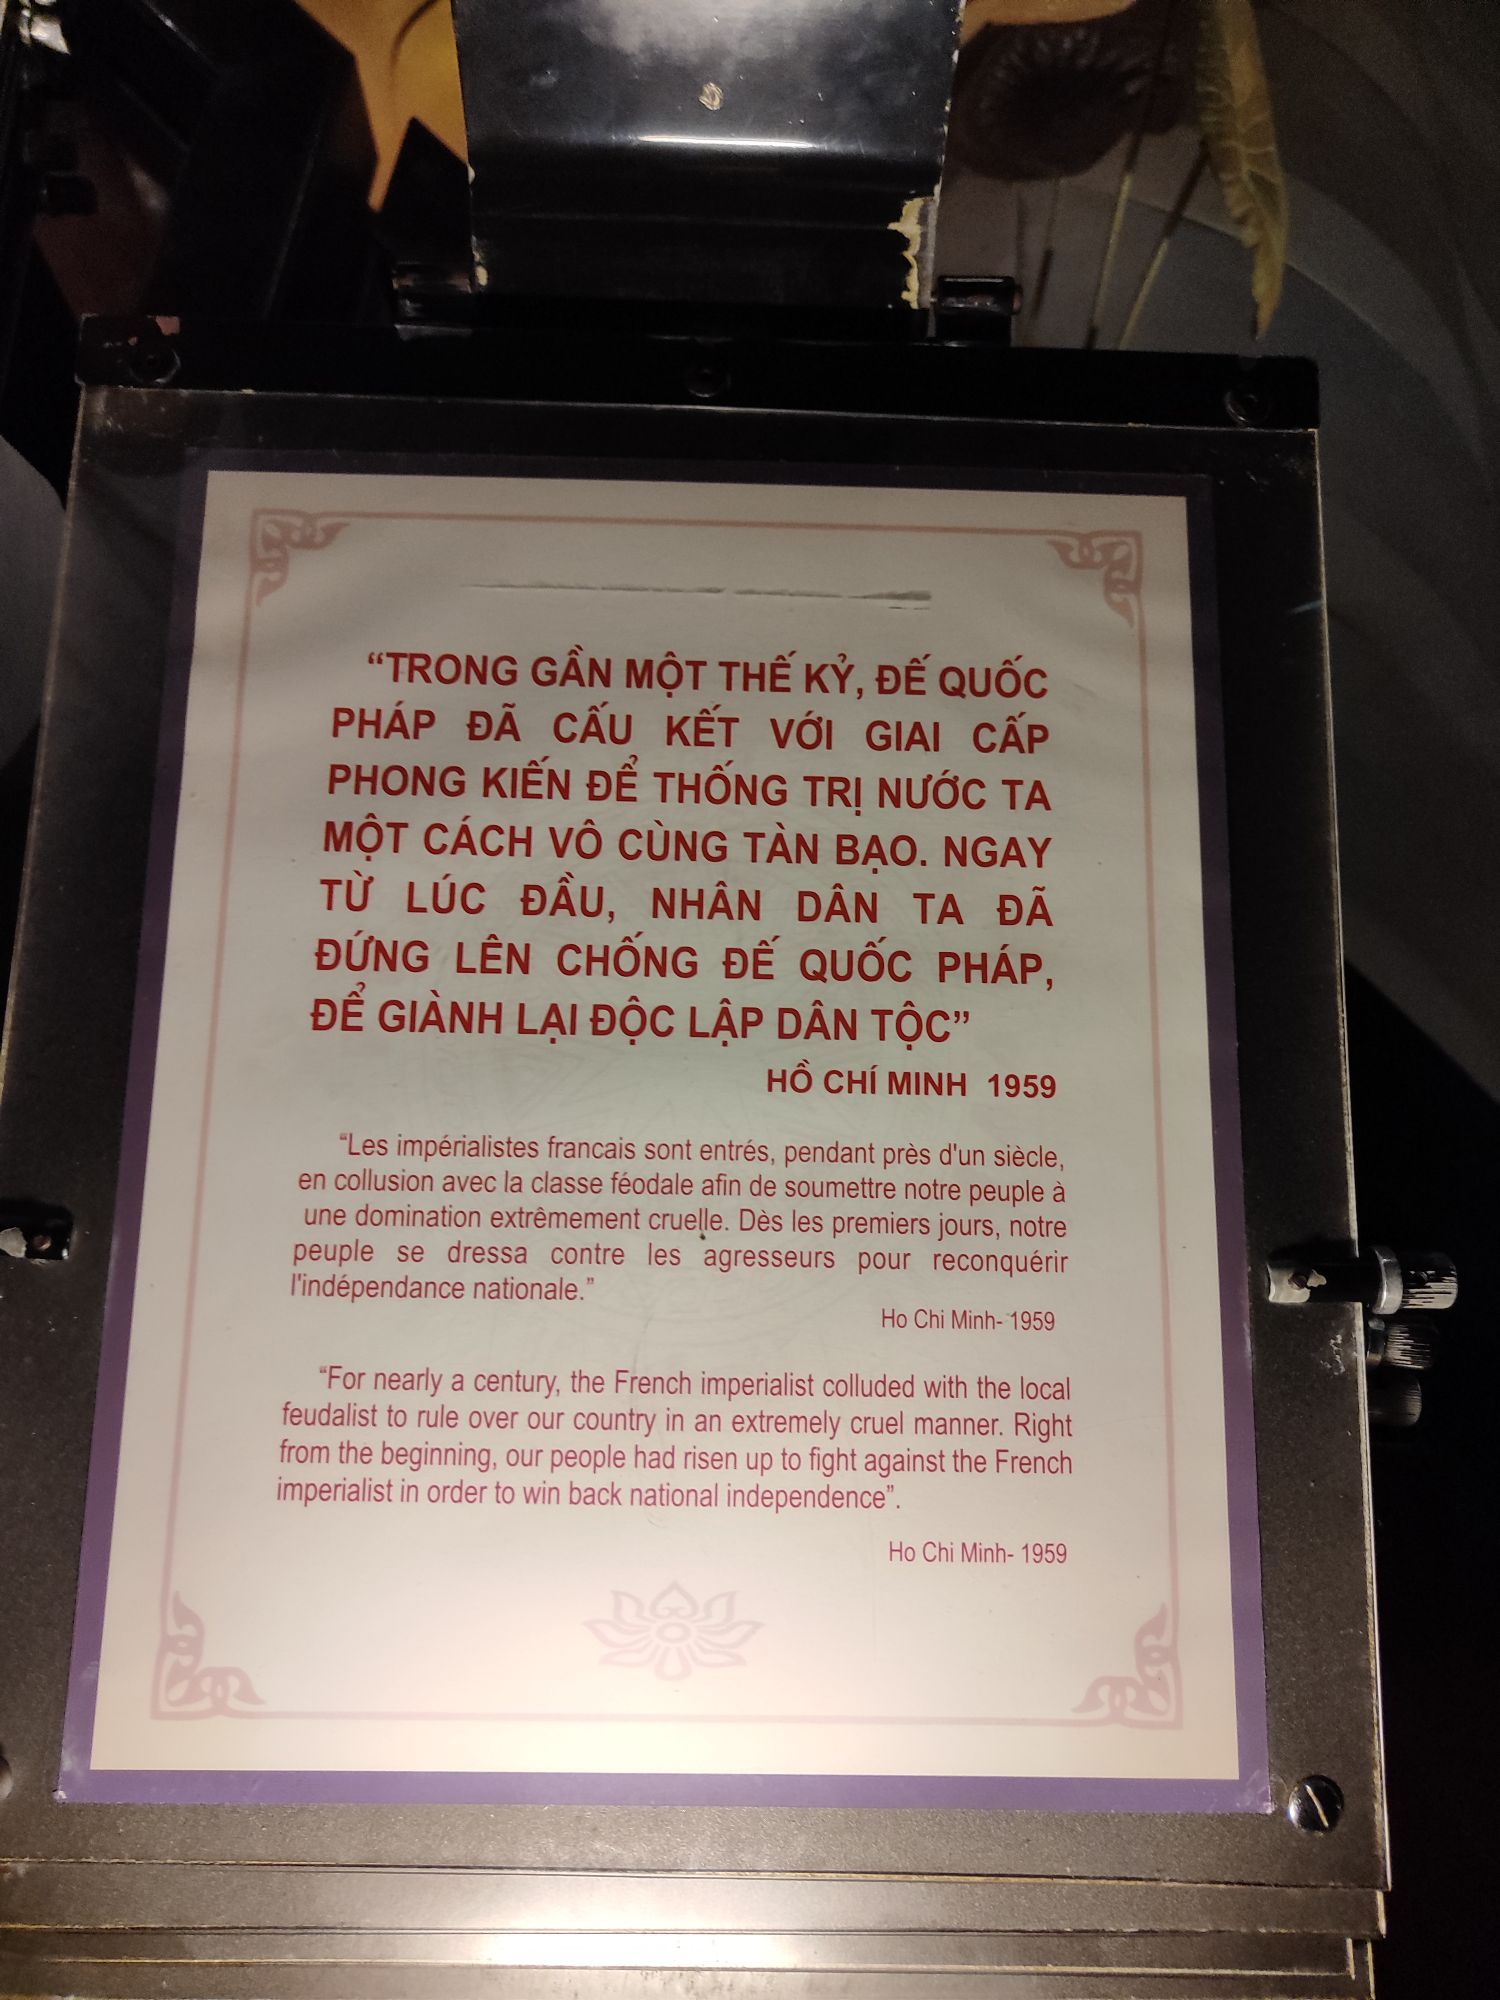 “TRONG GẦN MỘT THẾ KỶ, ĐẾ QUỐC
PHÁP ĐÃ CẤU KẾT VỚI GIAI CẤP
PHONG KIẾN ĐỂ THỐNG TRỊ NƯỚC TA
MỘT CÁCH VÔ CÙNG TÀN BẠO. NGAY
TỪ LÚC ĐẦU, NHÂN DÂN TA ĐÃ
ĐỨNG LÊN CHỐNG ĐẾ QUỐC PHÁP,
ĐỂ GIÀNH LẠI ĐỘC LẬP DÂN TỘC”
HỒ CHÍ MINH 1959
“Les impérialistes francais sont entrés, pendant près d'un siècle,
en collusion avec la classe féodale afin de soumettre notre peuple à
une domination extrêmement cruelle. Dès les premiers jours, notre
peuple se dressa contre les agresseurs pour reconquérir
l'indépendance nationale.”
Ho Chi Minh- 1959
“For nearly a century, the French imperialist colluded with the local
feudalist to rule over our country in an extremely cruel manner. Right
from the beginning, our people had risen up to fight against the French
imperialist in order to win back national independence”.
Ho Chi Minh- 1959